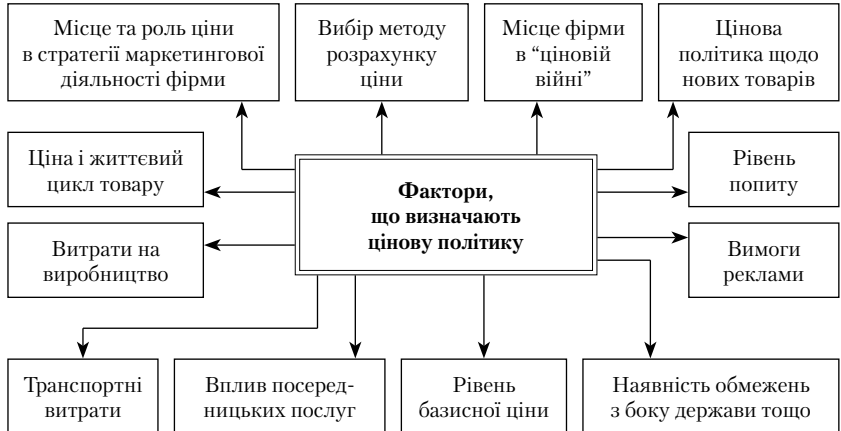 Місце та роль ціни
в стратегії маркетингової
діяльності фірми
Вибір методу
розрахунку
ціни
Місце фірми
в “ціновій
війні”
Цінова
політика щодо
нових товарів
Ціна і життєвий
цикл товару
Фактори,
що визначають
цінову політику
Рівень
попиту
Витрати на
виробництво
Вимоги
реклами
Транспортні
витрати
Вплив посеред-
ницьких послуг
Рівень
базисної ціни
Наявність обмежень
з боку держави тощо